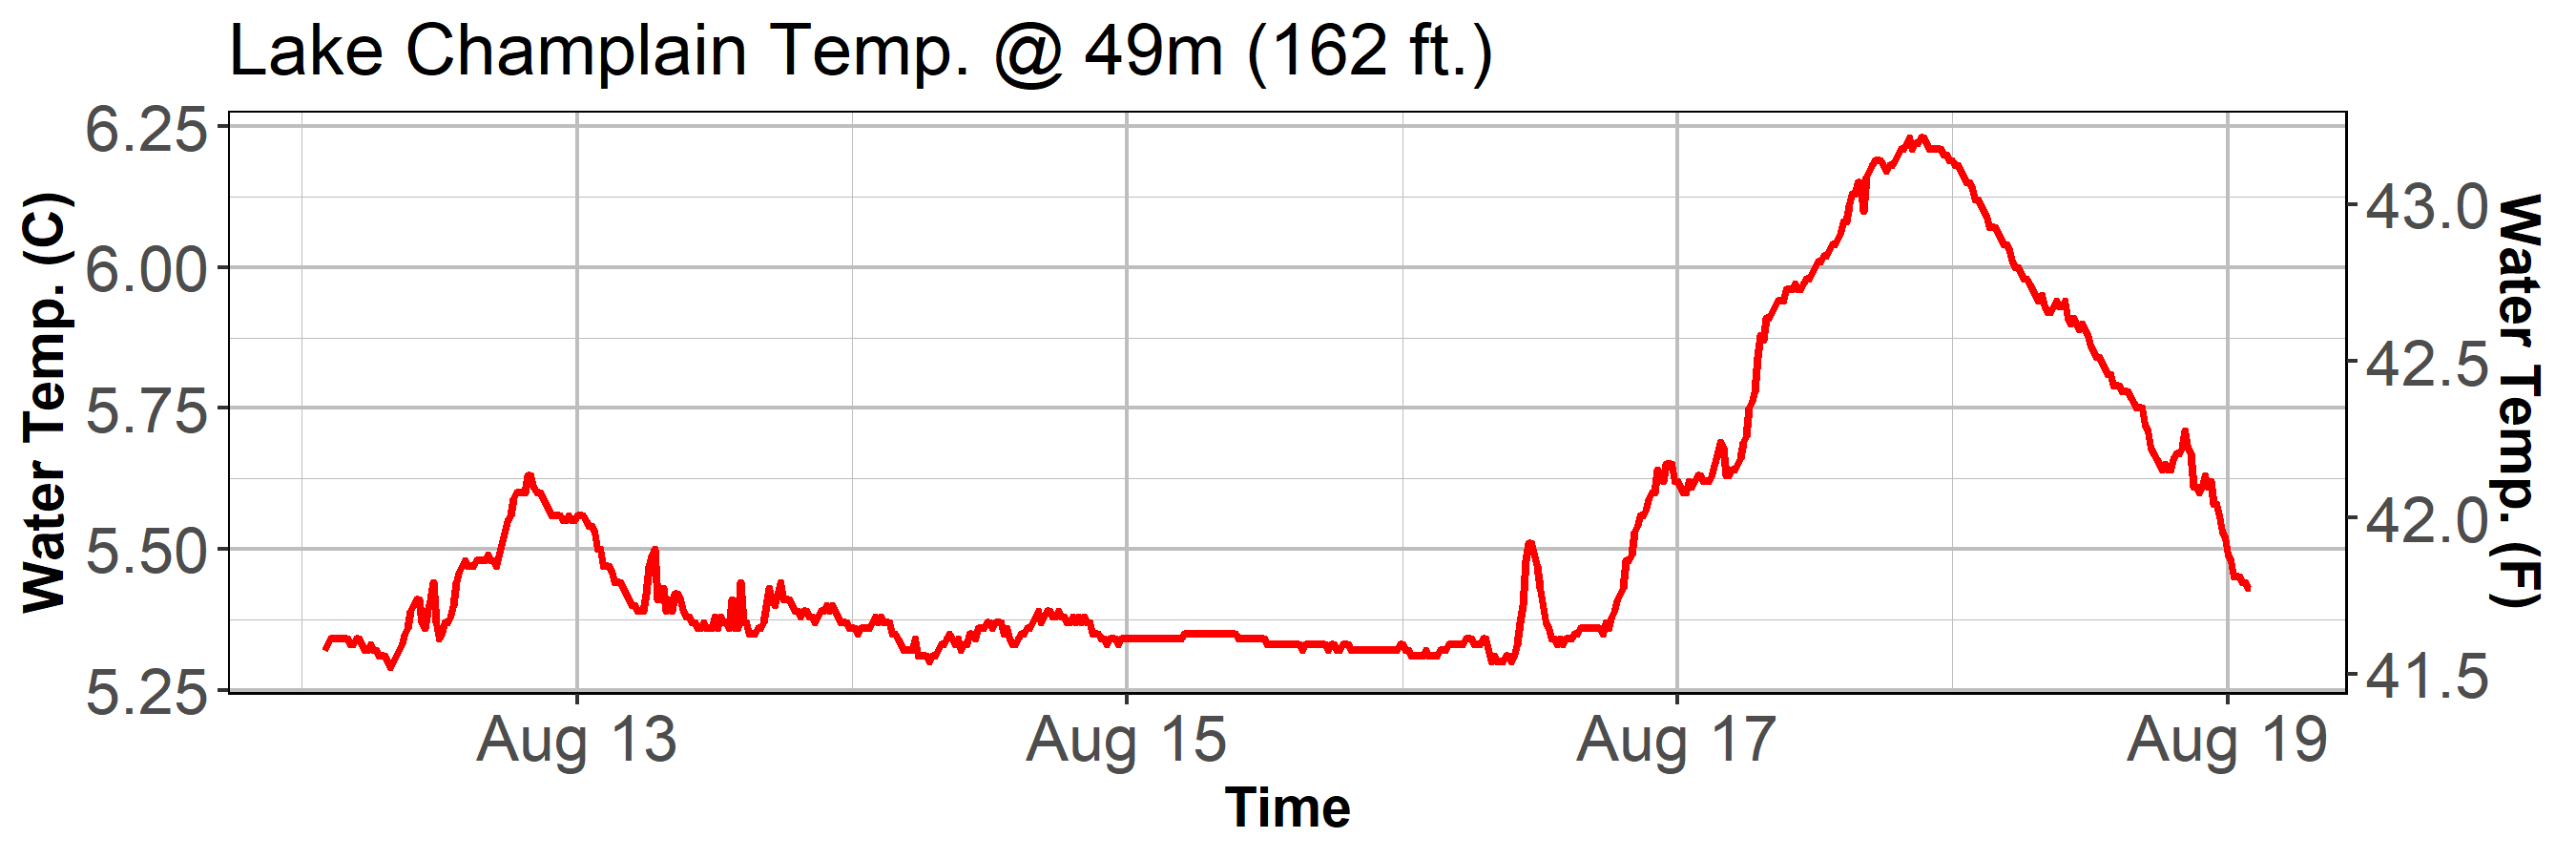 Lake Champlain Temp. @ 49m (162 ft.)
Water Temp. (C)
6.25
6.00
5.75
5.50
5.25
43.0
42.5
42.0
41.5
Water Temp. (F)
Aug 13
Aug 15
Aug 17
Aug 19
Time